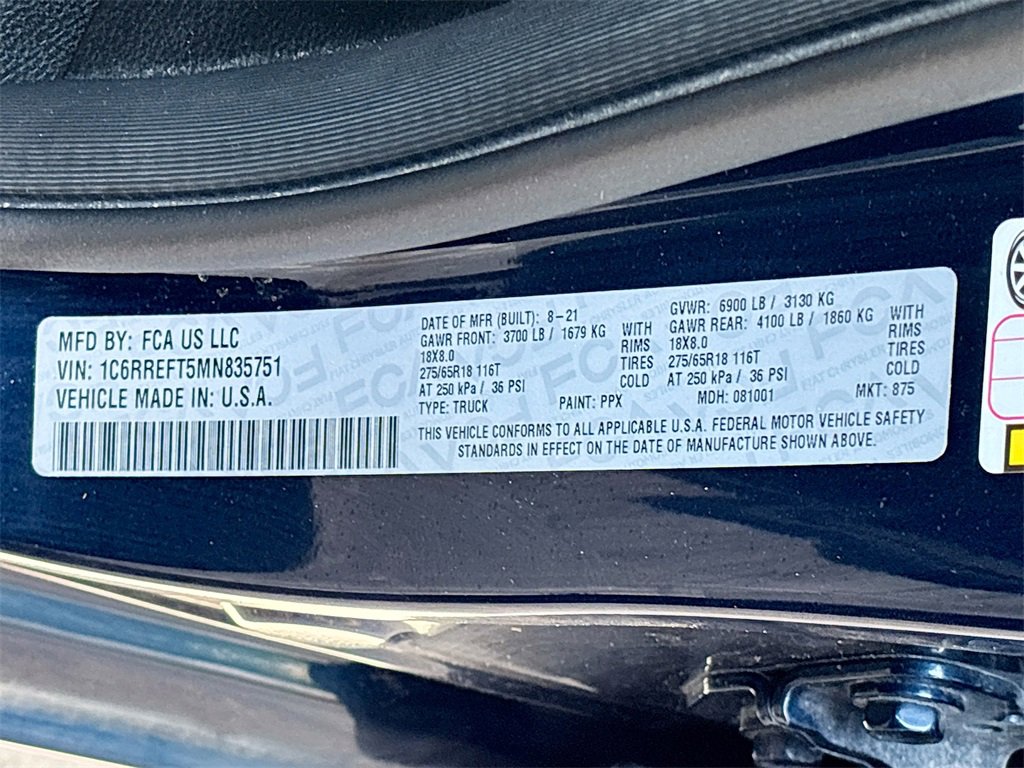 MFD BY: FCA US LLC
VIN: 1C6RREFT5MN835751
VEHICLE MADE IN: U.S.A.
DATE OF MFR (BUILT): 8-21
GAWR FRONT: 3700 LB / 1679 KG WITH
18X8.0 RIMS
275/65R18 116T TIRES
AT 250 kPa / 36 PSI COLD
TYPE: TRUCK PAINT: PPX
GVWR: 6900 LB / 3130 KG
GAWR REAR: 4100 LB / 1860 KG WITH
18X8.0 RIMS
275/65R18 116T TIRES
AT 250 kPa / 36 PSI COLD
MDH: 081001 MKT: 875
THIS VEHICLE CONFORMS TO ALL APPLICABLE U.S.A. FEDERAL MOTOR VEHICLE SAFETY
STANDARDS IN EFFECT ON THE DATE OF MANUFACTURE SHOWN ABOVE.